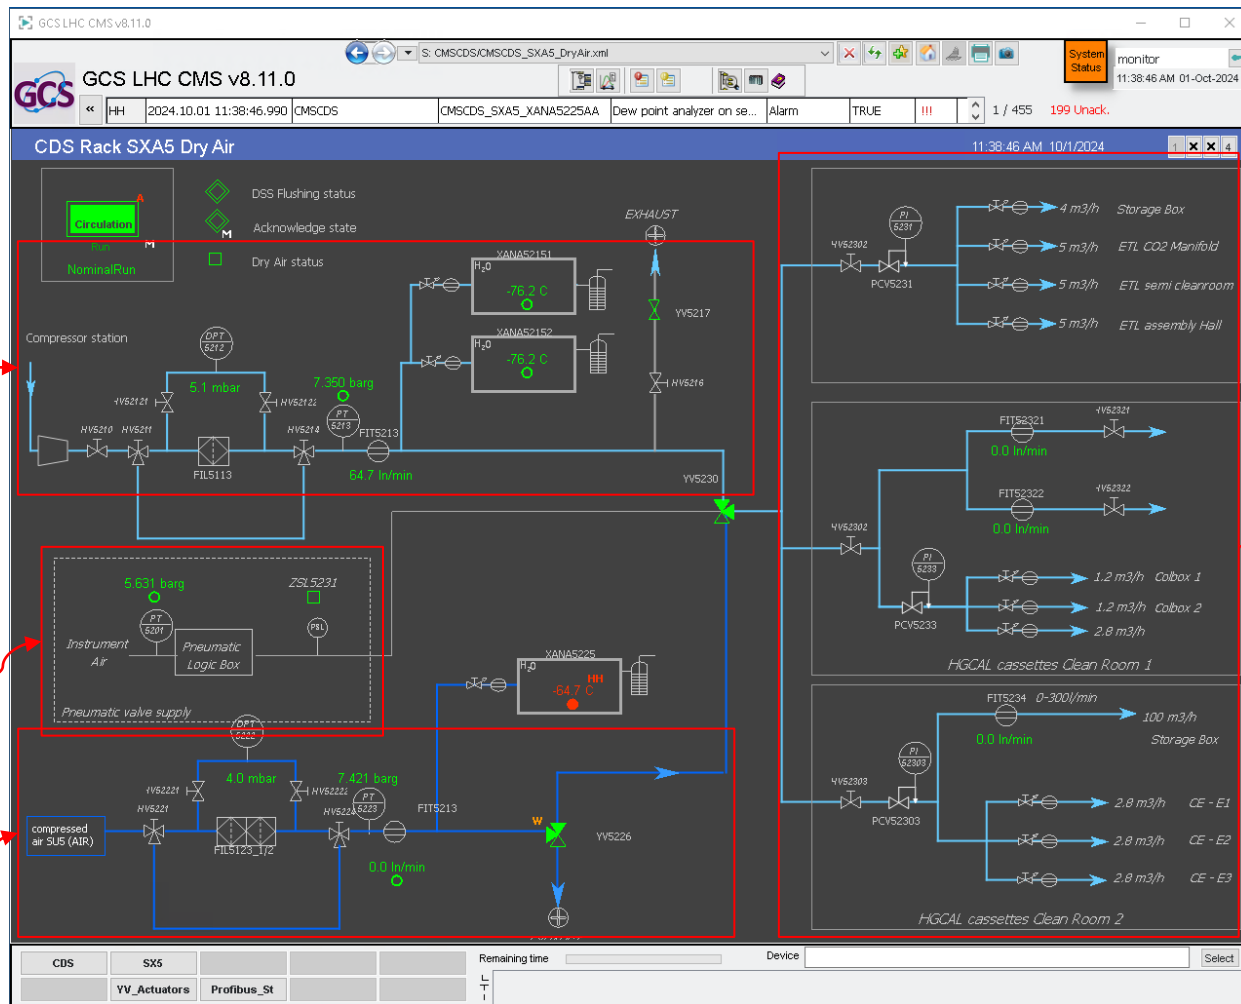 GCS LHC CMS v8.11.0
S: CMSCDS/CMSCDS_SXA5_DryAir.xml
System
Status
monitor
11:38:46 AM 01-Oct-2024
GCS
GCS LHC CMS v8.11.0
«
HH
2024.10.01 11:38:46.990
CMSCDS
CMSCDS_SXA5_XANA5225AA
Dew point analyzer on se...
Alarm
TRUE
!!!
1 / 455
199 Unack.
CDS Rack SXA5 Dry Air
11:38:46 AM 10/1/2024
1
4
A
Circulation
Run
M
NominalRun
DSS Flushing status
M
Acknowledge state
Dry Air status
EXHAUST
XANA52151
H2O
-76.2 C
XANA52152
H2O
-76.2 C
YV5217
HV5216
Compressor station
DPT
5212
5.1 mbar
HV52121
HV52122
HV5210
HV5211
HV5214
7.350 barg
PT
5213
FIT5213
64.7 ln/min
FIL5113
YV5230
PI
5231
YV52302
PCV5231
4 m3/h
Storage Box
5 m3/h
ETL CO2 Manifold
5 m3/h
ETL semi cleanroom
5 m3/h
ETL assembly Hall
FIT52321
YV52321
0.0 ln/min
FIT52322
YV52322
0.0 ln/min
YV52302
PI
5233
PCV5233
1.2 m3/h
Colbox 1
1.2 m3/h
Colbox 2
2.8 m3/h
HGCAL cassettes Clean Room 1
5.631 barg
PT
5201
ZSL5231
PSL
Instrument
Air
Pneumatic
Logic Box
Pneumatic valve supply
XANA5225
H2O
HH
-64.7 C
DPT
5222
4.0 mbar
HV52221
HV52222
HV5221
HV5224
7.421 barg
PT
5223
FIT5213
0.0 ln/min
compressed
air SU5 (AIR)
FIL5123_1/2
W
YV5226
FIT5234
0-300l/min
0.0 ln/min
100 m3/h
Storage Box
PI
52303
YV52303
PCV52303
2.8 m3/h
CE - E1
2.8 m3/h
CE - E2
2.8 m3/h
CE - E3
HGCAL cassettes Clean Room 2
CDS
SX5
YV_Actuators
Profibus_St
Remaining time
Device
Select